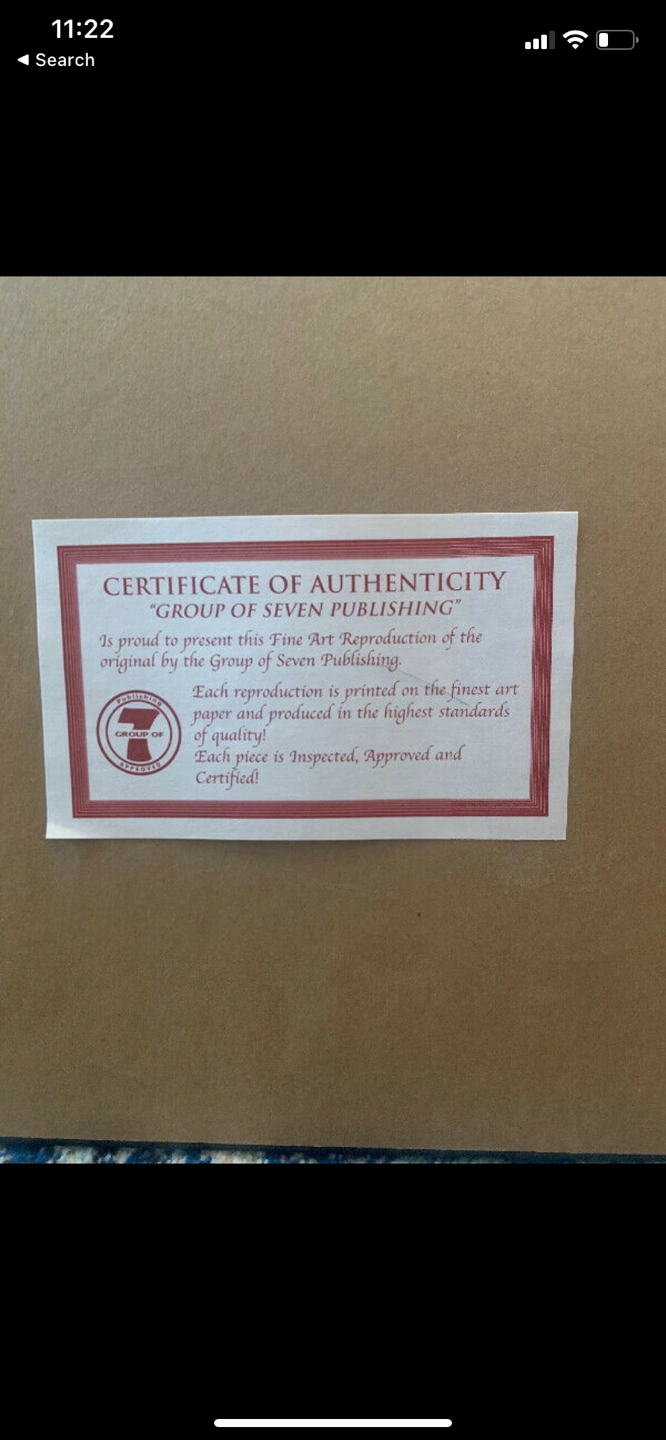 11:22
◀ Search
CERTIFICATE OF AUTHENTICITY
"GROUP OF SEVEN PUBLISHING"
Is proud to present this Fine Art Reproduction of the
original by the Group of Seven Publishing.
Publishing
7
GROUP OF
APPROVED
Each reproduction is printed on the finest art
paper and produced in the highest standards
of quality!
Each piece is Inspected, Approved and
Certified!